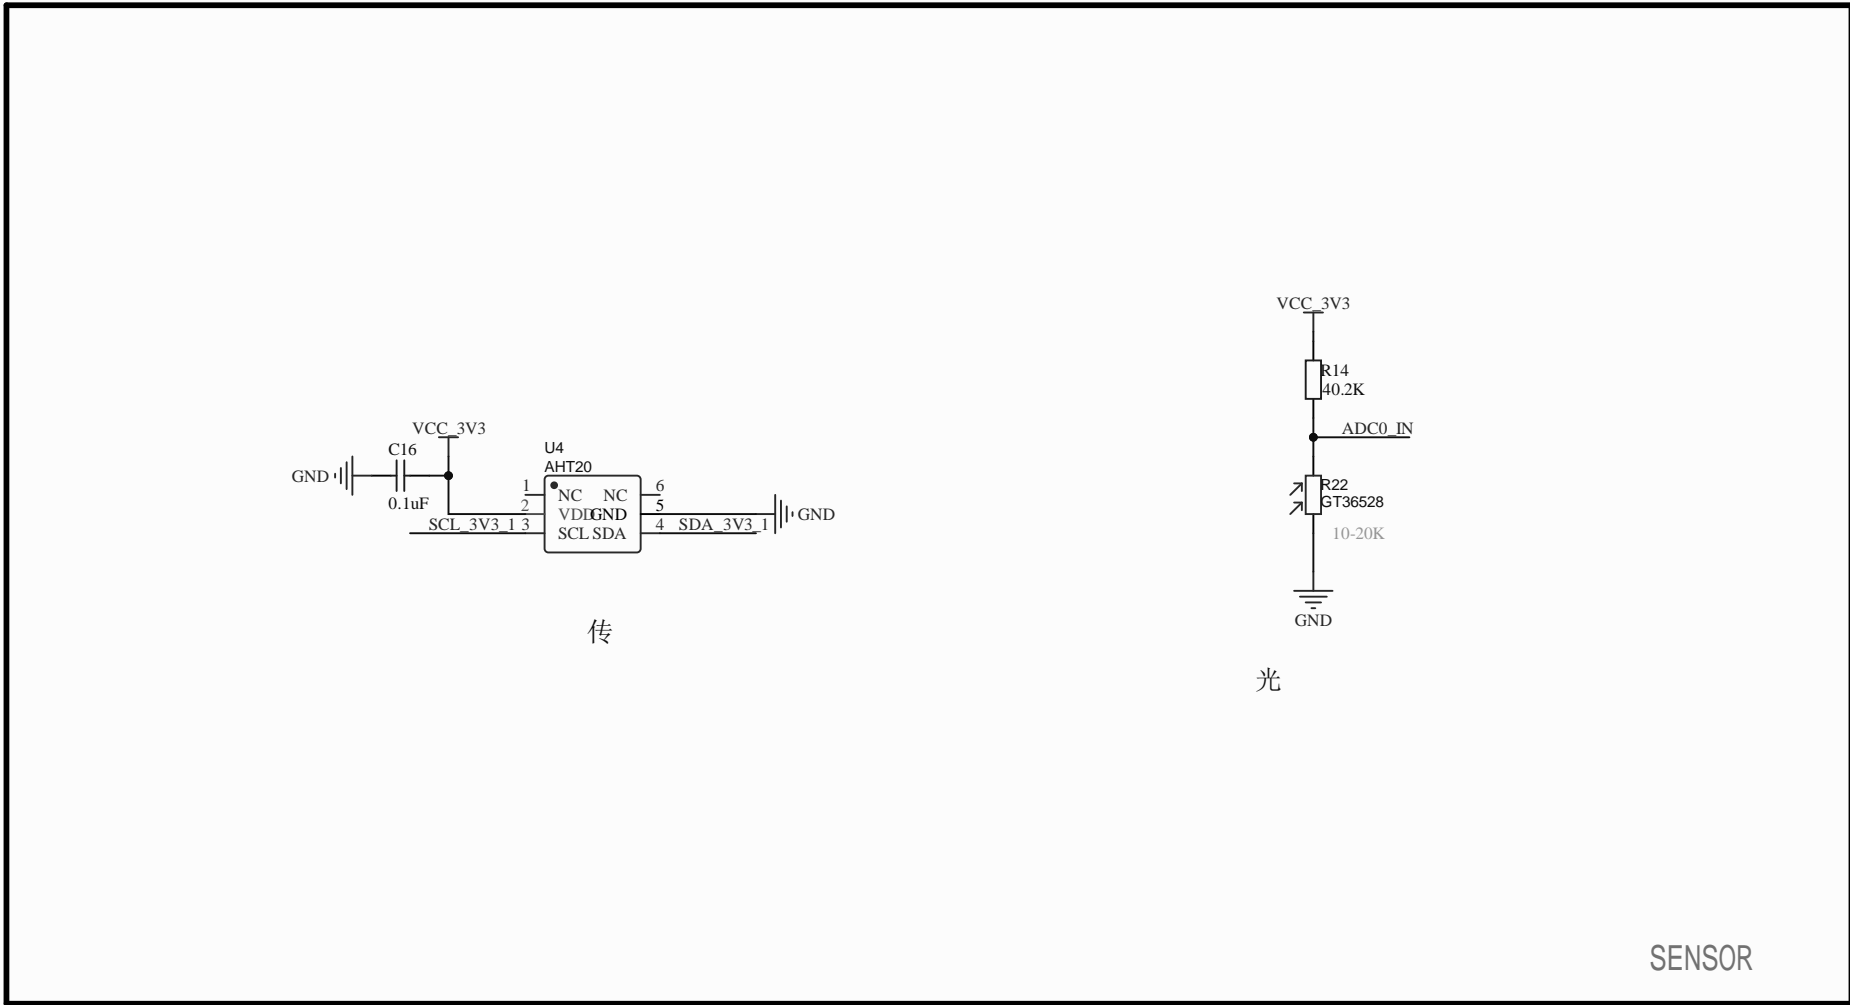 VCC_3V3
C16
GND
0.1uF
SCL_3V3_1
U4
AHT20
1 NC NC 6
2 VDD GND 5
3 SCL SDA 4
SDA_3V3_1
GND
传
VCC_3V3
R14
40.2K
ADC0_IN
R22
GT36528
10-20K
GND
光
SENSOR